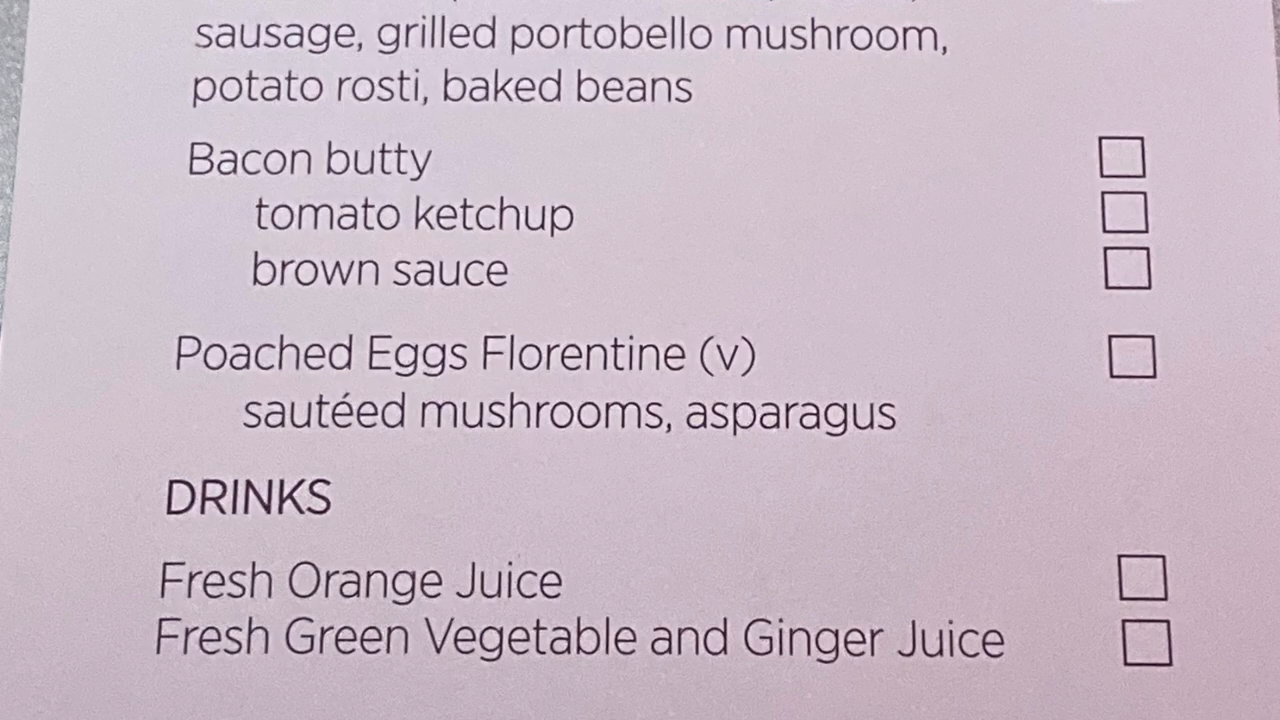 sausage, grilled portobello mushroom,
potato rosti, baked beans
Bacon butty
tomato ketchup
brown sauce
Poached Eggs Florentine (v)
sautéed mushrooms, asparagus
DRINKS
Fresh Orange Juice
Fresh Green Vegetable and Ginger Juice